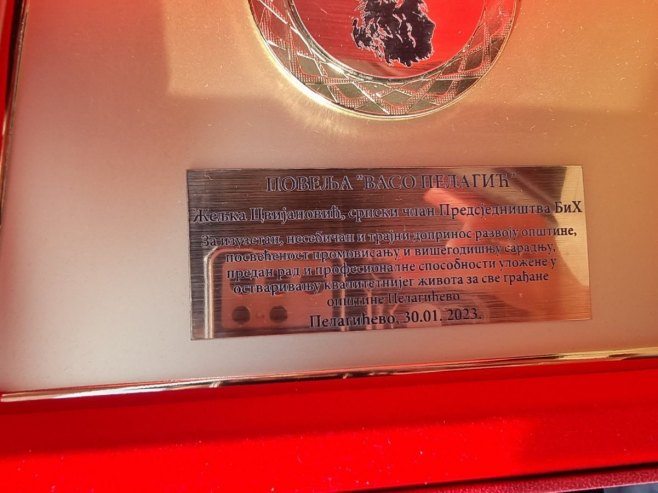 ПОВЕЉА "ВАСО ПЕЛАГИЋ"
Жељка Цвијановић, српски члан Предсједништва БиХ
За изузетан, несебичан и трајни допринос развоју општине,
посвећеност промовисању и вишегодишњу сарадњу,
предан рад и професионалне способности уложене у
остваривању квалитетнијег живота за све грађане
општине Пелагићево
Пелагићево, 30.01. 2023.